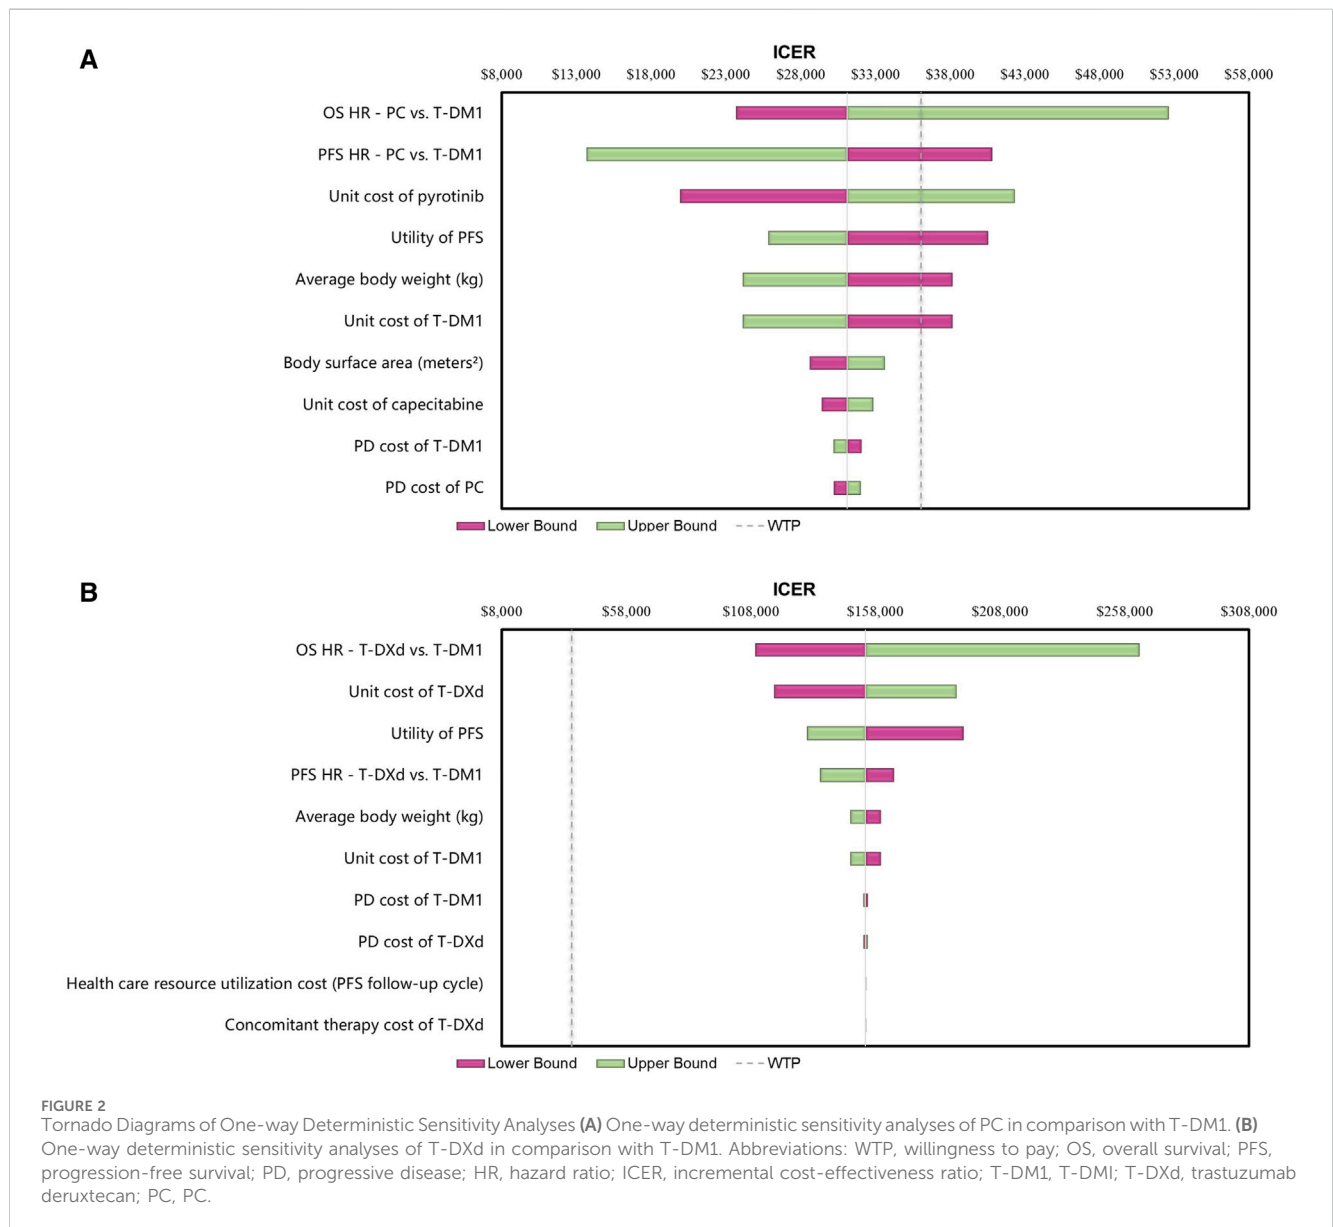 A
ICER
$8,000 $13,000 $18,000 $23,000 $28,000 $33,000 $38,000 $43,000 $48,000 $53,000 $58,000
OS HR - PC vs. T-DM1
PFS HR - PC vs. T-DM1
Unit cost of pyrotinib
Utility of PFS
Average body weight (kg)
Unit cost of T-DM1
Body surface area (meters²)
Unit cost of capecitabine
PD cost of T-DM1
PD cost of PC
Lower Bound Upper Bound WTP
B
ICER
$8,000 $58,000 $108,000 $158,000 $208,000 $258,000 $308,000
OS HR - T-DXd vs. T-DM1
Unit cost of T-DXd
Utility of PFS
PFS HR - T-DXd vs. T-DM1
Average body weight (kg)
Unit cost of T-DM1
PD cost of T-DM1
PD cost of T-DXd
Health care resource utilization cost (PFS follow-up cycle)
Concomitant therapy cost of T-DXd
Lower Bound Upper Bound WTP
FIGURE 2
Tornado Diagrams of One-way Deterministic Sensitivity Analyses (A) One-way deterministic sensitivity analyses of PC in comparison with T-DM1. (B)
One-way deterministic sensitivity analyses of T-DXd in comparison with T-DM1. Abbreviations: WTP, willingness to pay; OS, overall survival; PFS,
progression-free survival; PD, progressive disease; HR, hazard ratio; ICER, incremental cost-effectiveness ratio; T-DM1, T-DMI; T-DXd, trastuzumab
deruxtecan; PC, PC.